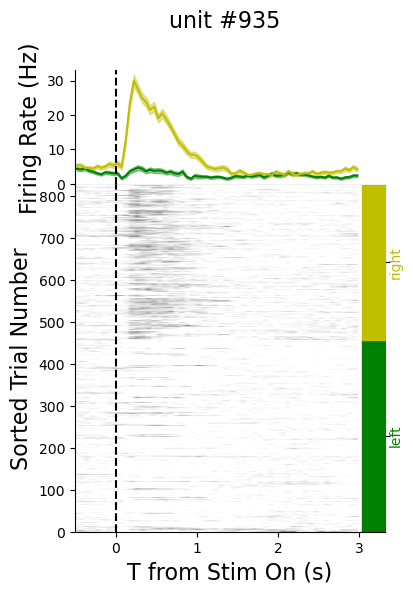 unit #935
Firing Rate (Hz)
30
20
10
0
Sorted Trial Number
800
700
600
500
400
300
200
100
0
right
left
0
1
2
3
T from Stim On (s)